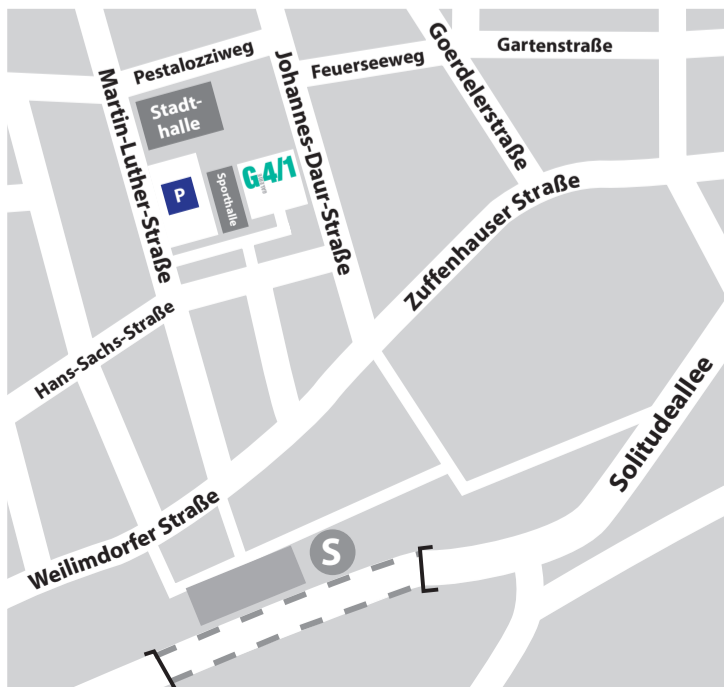 Pestalozziweg
Johannes-Daur-Straße
Feuerseeweg
Goerdelerstraße
Gartenstraße
Martin-Luther-Straße
Stadt-
halle
P
Sporthalle
G4/1
Zuffenhauser Straße
Hans-Sachs-Straße
Solitudeallee
Weilimdorfer Straße
S